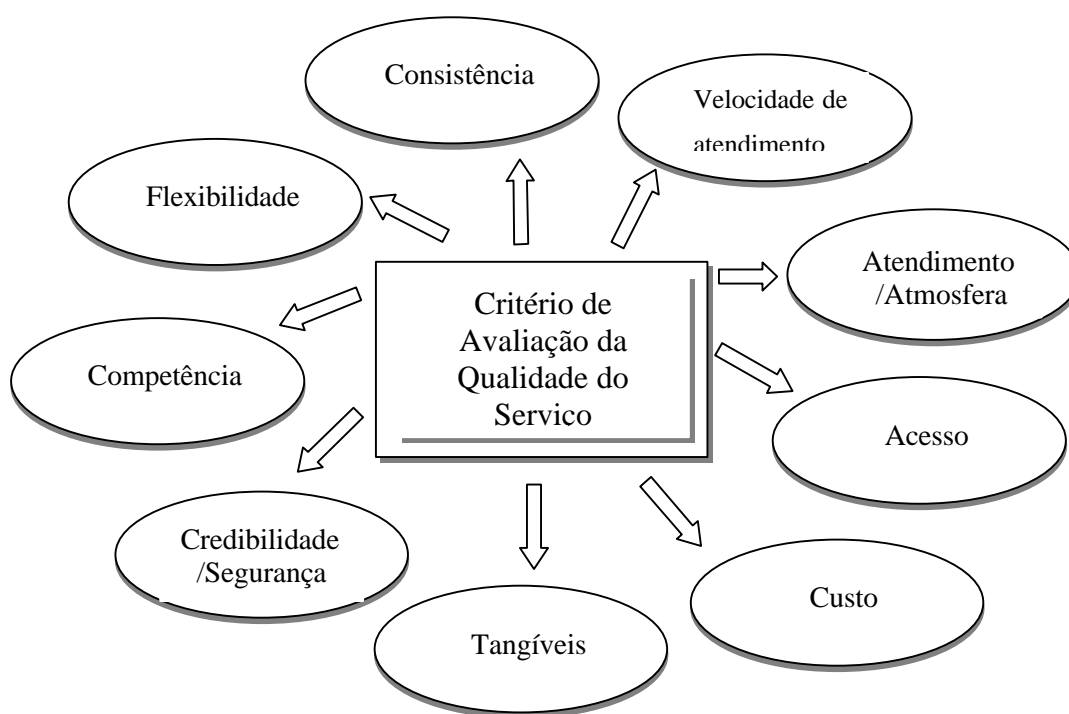 Consistência
Velocidade de
atendimento
Flexibilidade
Atendimento
/Atmosfera
Critério de
Avaliação da
Qualidade do
Servico
Competência
Acesso
Credibilidade
/Segurança
Custo
Tangíveis